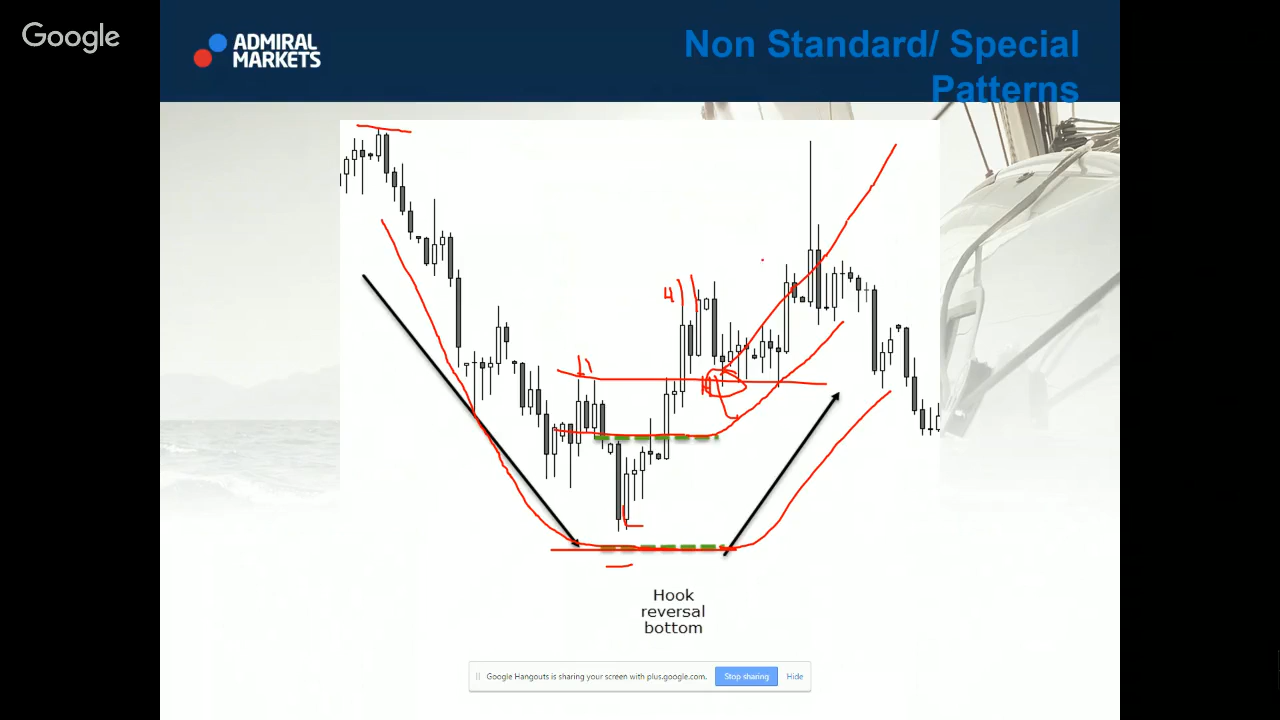 Google
ADMIRAL
MARKETS
Non Standard/ Special
Patterns
H
L
Hook
reversal
bottom
Google Hangouts is sharing your screen with plus.google.com.
Stop sharing
Hide